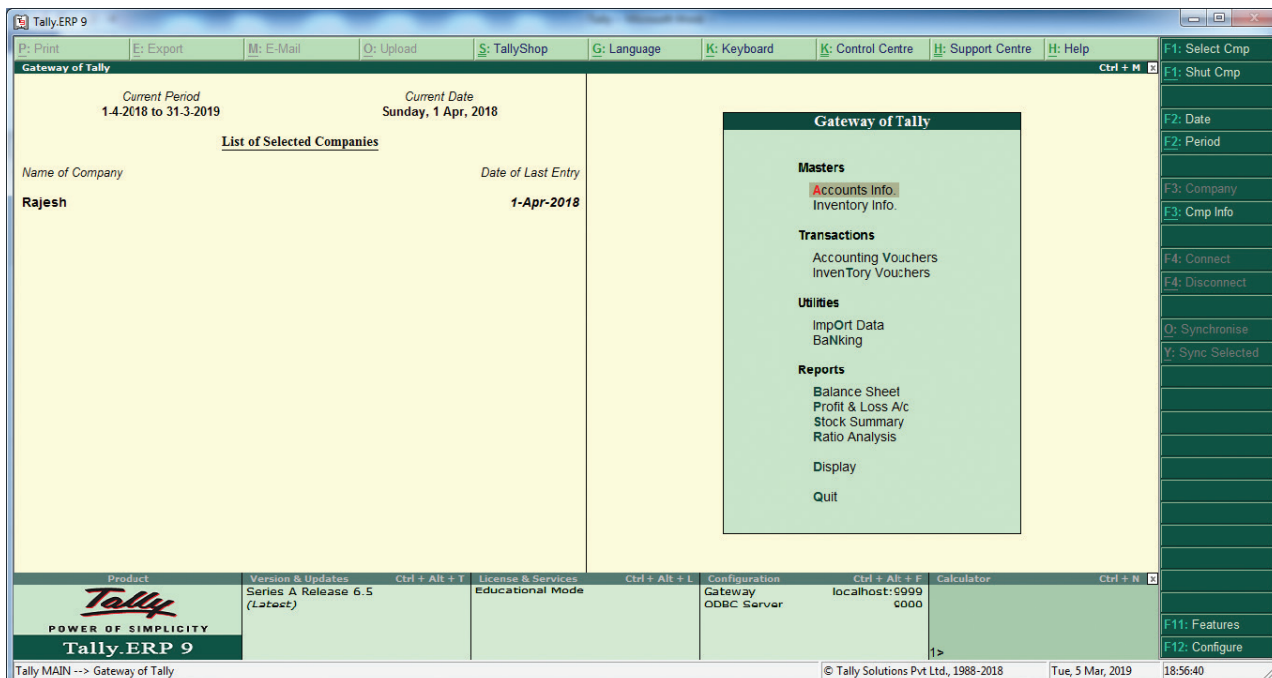 Tally.ERP 9
P: Print E: Export M: E-Mail O: Upload S: TallyShop G: Language K: Keyboard K: Control Centre H: Support Centre H: Help
Gateway of Tally Ctrl + M x
Current Period Current Date
1-4-2018 to 31-3-2019 Sunday, 1 Apr, 2018
List of Selected Companies
Name of Company Date of Last Entry
Rajesh 1-Apr-2018
Gateway of Tally
Masters
Accounts Info.
Inventory Info.
Transactions
Accounting Vouchers
InvenTory Vouchers
Utilities
ImpOrt Data
BaNking
Reports
Balance Sheet
Profit & Loss A/c
Stock Summary
Ratio Analysis
Display
Quit
F1: Select Cmp
F1: Shut Cmp
F2: Date
F2: Period
F3: Company
F3: Cmp Info
F4: Connect
F4: Disconnect
O: Synchronise
Y: Sync Selected
F11: Features
F12: Configure
Product
Tally
POWER OF SIMPLICITY
Tally.ERP 9
Version & Updates Ctrl + Alt + T
Series A Release 6.5
(Latest)
License & Services Ctrl + Alt + L
Educational Mode
Configuration Ctrl + Alt + F
Gateway localhost:9999
ODBC Server 9000
Calculator Ctrl + N x
1>
Tally MAIN --> Gateway of Tally © Tally Solutions Pvt Ltd., 1988-2018 Tue, 5 Mar, 2019 18:56:40